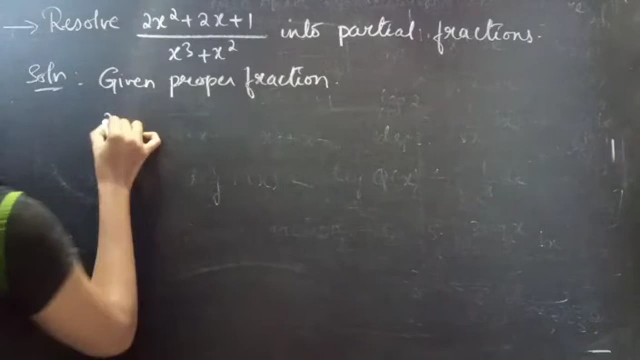 → Resolve (2x² + 2x + 1)/(x³ + x²) into partial fractions.
Soln : Given proper fraction.